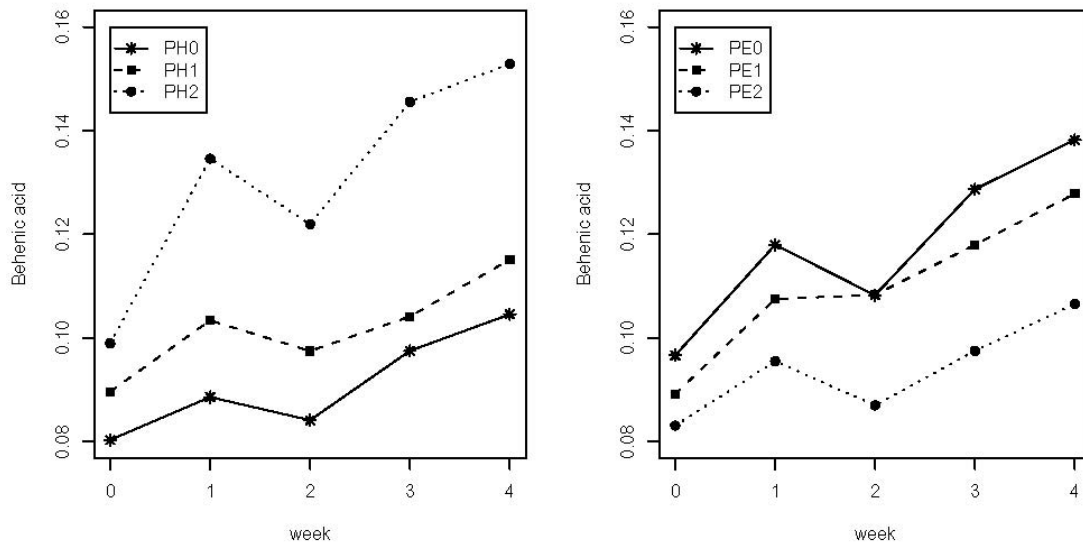 0.16
0.14
0.12
0.10
0.08
Behenic acid
PH0
PH1
PH2
0 1 2 3 4
week
0.16
0.14
0.12
0.10
0.08
Behenic acid
PE0
PE1
PE2
0 1 2 3 4
week